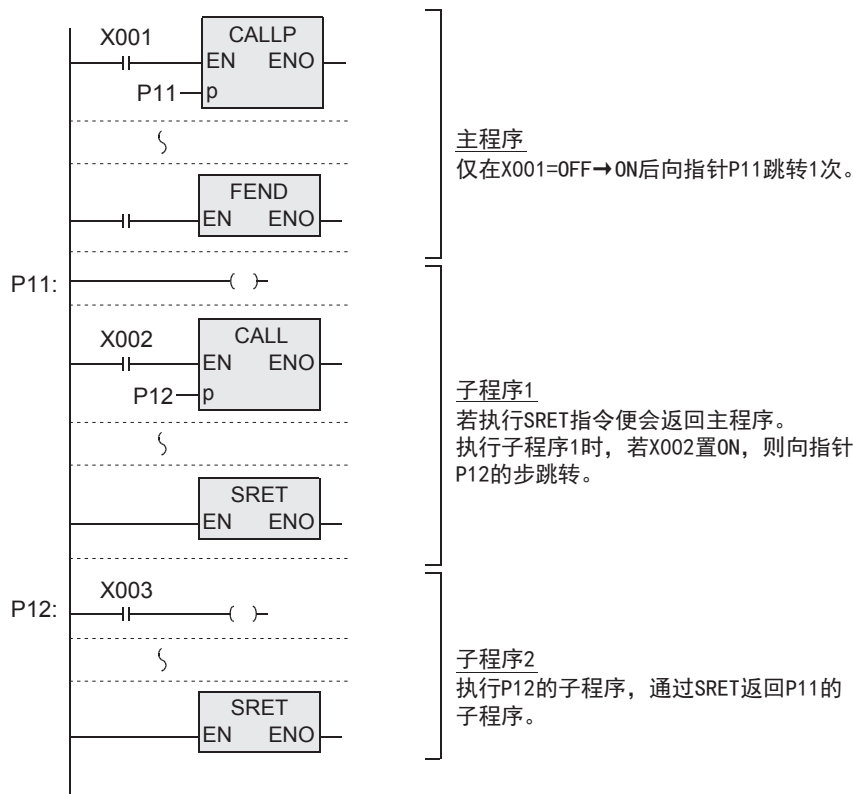 X001
CALLP
EN ENO
P11 p
主程序
仅在X001=OFF→ON后向指针P11跳转1次。
FEND
EN ENO
P11:
X002
CALL
EN ENO
P12 p
子程序1
若执行SRET指令便会返回主程序。
执行子程序1时，若X002置ON，则向指针
P12的步跳转。
SRET
EN ENO
P12:
X003
子程序2
执行P12的子程序，通过SRET返回P11的
子程序。
SRET
EN ENO